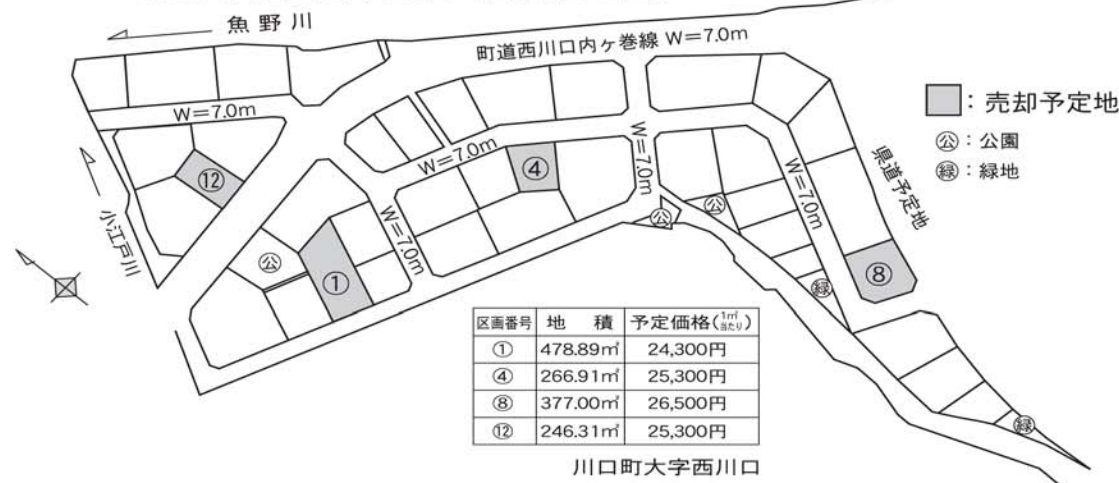 魚野川
町道西川口内ヶ巻線 W＝7.0m
W＝7.0m
：売却予定地
公：公園
緑：緑地
W＝7.0m
④
W＝7.0m
W＝7.0m
県道予定地
⑫
小江戸川
公
公
W＝7.0m
公
①
⑧
緑
区画番号 地 積 予定価格(1㎡当たり)
① 478.89㎡ 24,300円
④ 266.91㎡ 25,300円
⑧ 377.00㎡ 26,500円
⑫ 246.31㎡ 25,300円
緑
川口町大字西川口